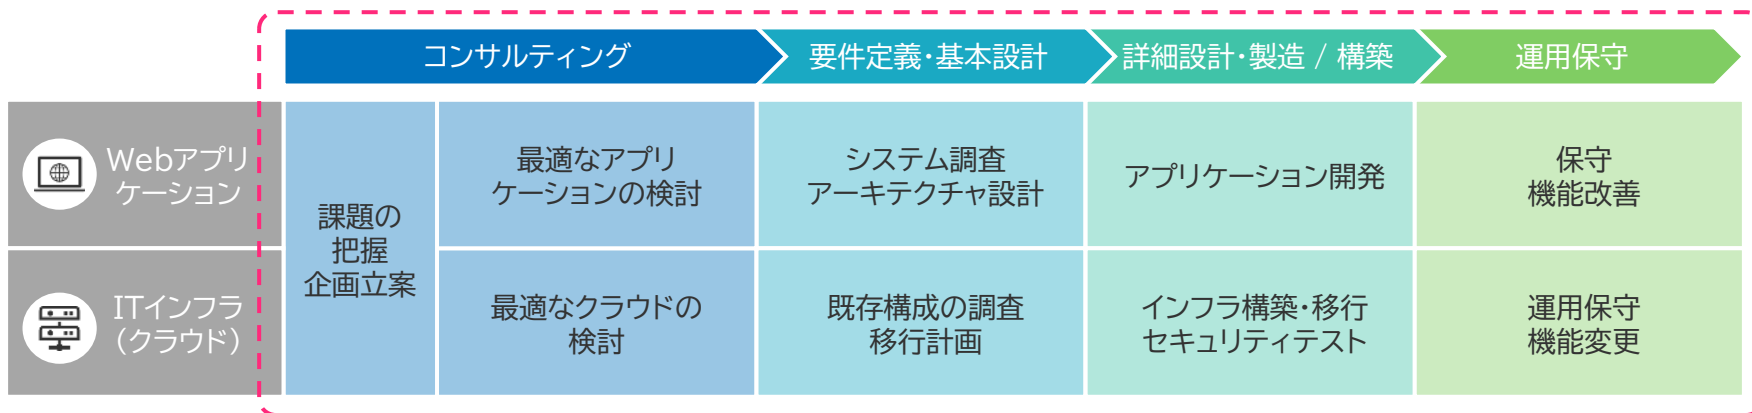 コンサルティング
要件定義・基本設計
詳細設計・製造 / 構築
運用保守
Webアプリ
ケーション
課題の
把握
企画立案
最適なアプリ
ケーションの検討
システム調査
アーキテクチャ設計
アプリケーション開発
保守
機能改善
ITインフラ
（クラウド）
最適なクラウドの
検討
既存構成の調査
移行計画
インフラ構築・移行
セキュリティテスト
運用保守
機能変更